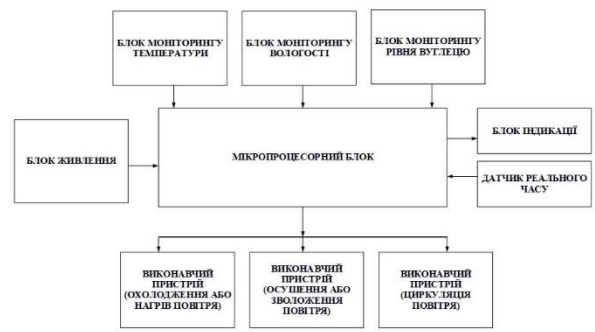 БЛОК МОНІТОРИНГУ
ТЕМПЕРАТУРИ
БЛОК МОНІТОРИНГУ
ВОЛОГОСТІ
БЛОК МОНІТОРИНГУ
РІВНЯ ВУГЛЕЦЮ
БЛОК ЖИВЛЕННЯ
МІКРОПРОЦЕСОРНИЙ БЛОК
БЛОК ІНДИКАЦІЇ
ДАТЧИК РЕАЛЬНОГО
ЧАСУ
ВИКОНАВЧИЙ
ПРИСТРІЙ
(ОХОЛОДЖЕННЯ АБО
НАГРІВ ПОВІТРЯ)
ВИКОНАВЧИЙ
ПРИСТРІЙ
(ОСУШЕННЯ АБО
ЗВОЛОЖЕННЯ
ПОВІТРЯ)
ВИКОНАВЧИЙ
ПРИСТРІЙ
(ЦИРКУЛЯЦІЯ
ПОВІТРЯ)